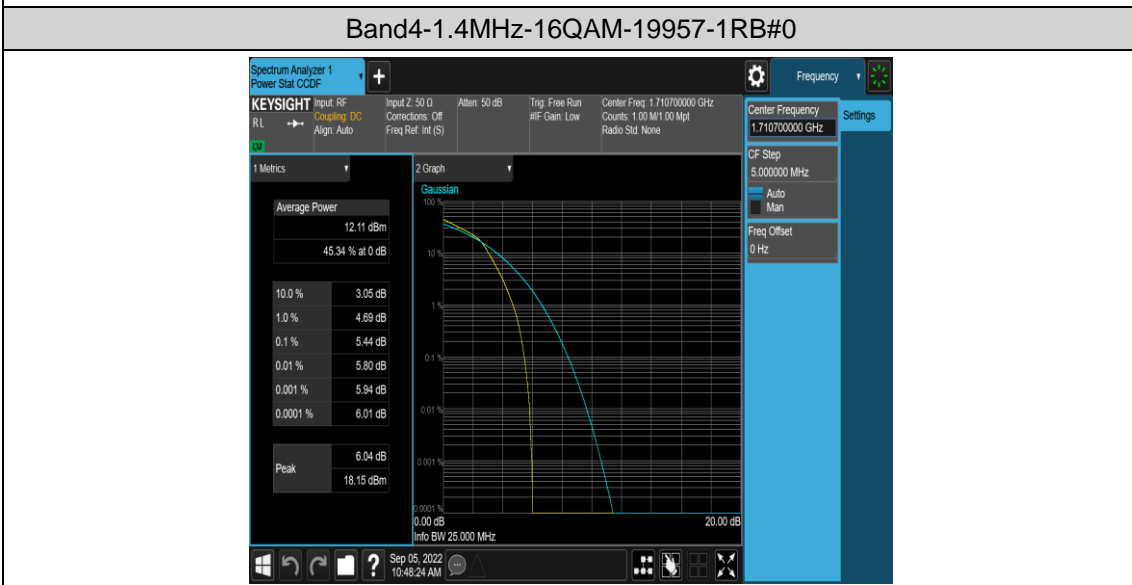 Band4-1.4MHz-16QAM-19957-1RB#0
Spectrum Analyzer 1
Power Stat CCDF
+
Frequency
KEYSIGHT
RL
LXI
Input: RF
Coupling: DC
Align: Auto
Input Z: 50 Ω
Corrections: Off
Freq Ref: Int (S)
Atten: 50 dB
Trig: Free Run
#IF Gain: Low
Center Freq: 1.710700000 GHz
Counts: 1.00 M/1.00 Mpt
Radio Std: None
Center Frequency
1.710700000 GHz
Settings
CF Step
5.000000 MHz
Auto
Man
Freq Offset
0 Hz
1 Metrics
Average Power
12.11 dBm
45.34 % at 0 dB
10.0 % 3.05 dB
1.0 % 4.69 dB
0.1 % 5.44 dB
0.01 % 5.80 dB
0.001 % 5.94 dB
0.0001 % 6.01 dB
Peak
6.04 dB
18.15 dBm
2 Graph
Gaussian
100 %
10 %
1 %
0.1 %
0.01 %
0.001 %
0.0001 %
0.00 dB 20.00 dB
Info BW 25.000 MHz
?
Sep 05, 2022
10:48:24 AM